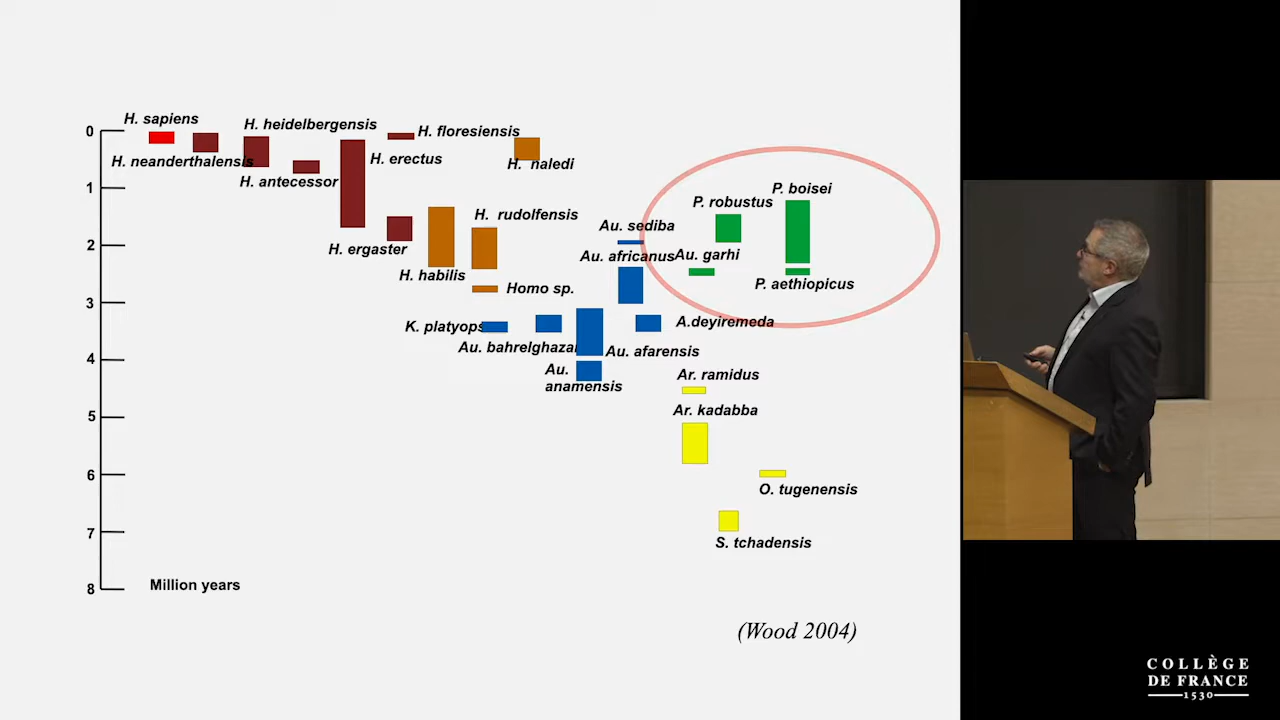 H. sapiens
H. heidelbergensis
0
H. floresiensis
H. neanderthalensis
H. erectus
H. naledi
H. antecessor
1
P. boisei
P. robustus
H. rudolfensis
Au. sediba
2
H. ergaster
Au. africanus
Au. garhi
H. habilis
P. aethiopicus
Homo sp.
3
K. platyops
A.deyiremeda
Au. bahrelghazal
Au. afarensis
4
Au.
anamensis
Ar. ramidus
Ar. kadabba
5
6
O. tugenensis
7
S. tchadensis
8
Million years
(Wood 2004)
COLLÈGE
DE FRANCE
1530